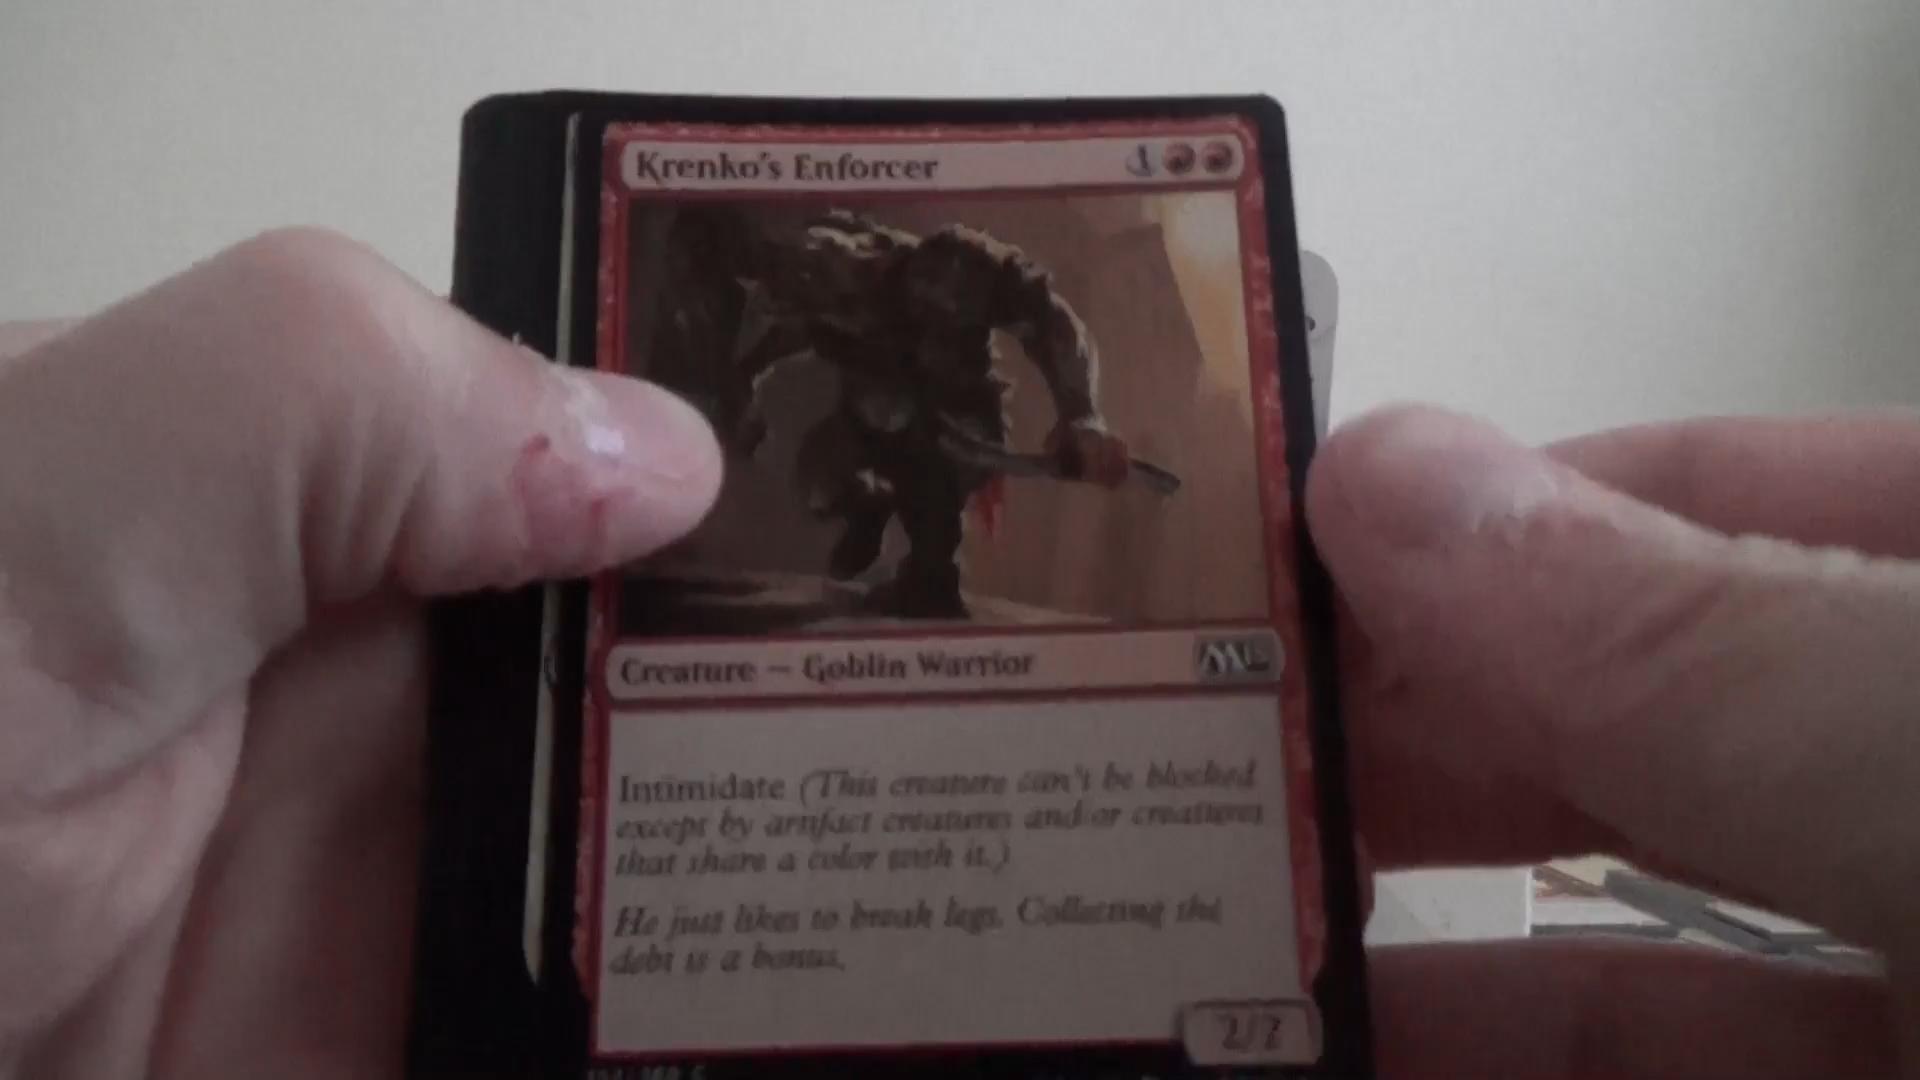 Krenko's Enforcer 1
Creature — Goblin Warrior
Intimidate (This creature can't be blocked
except by artifact creatures and/or creatures
that share a color with it.)
He just likes to break legs. Collecting the
debt is a bonus.
2/2